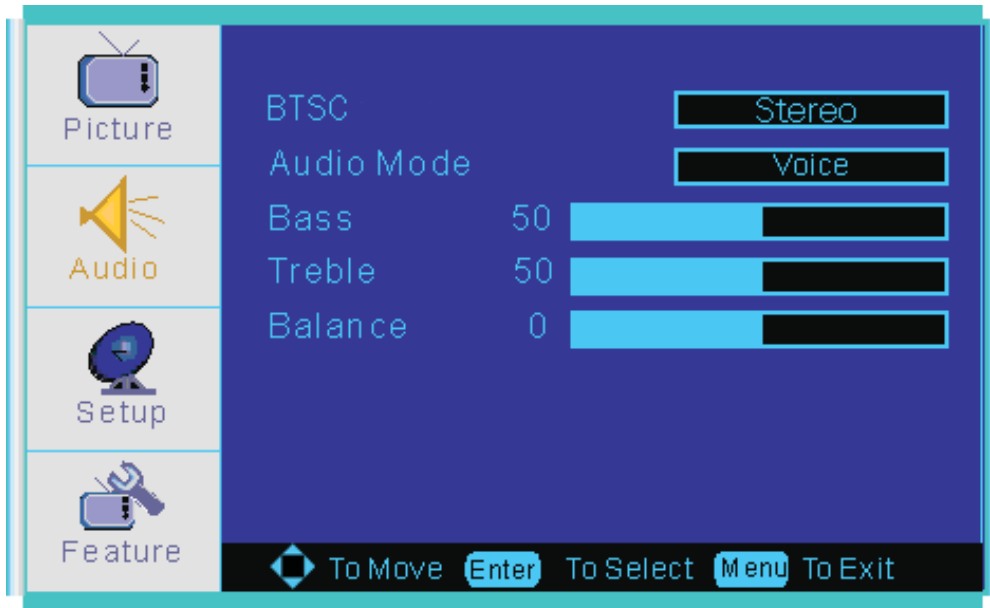 Picture
Audio
Setup
Feature
BTSC Stereo
Audio Mode Voice
Bass 50
Treble 50
Balance 0
To Move Enter To Select Menu To Exit